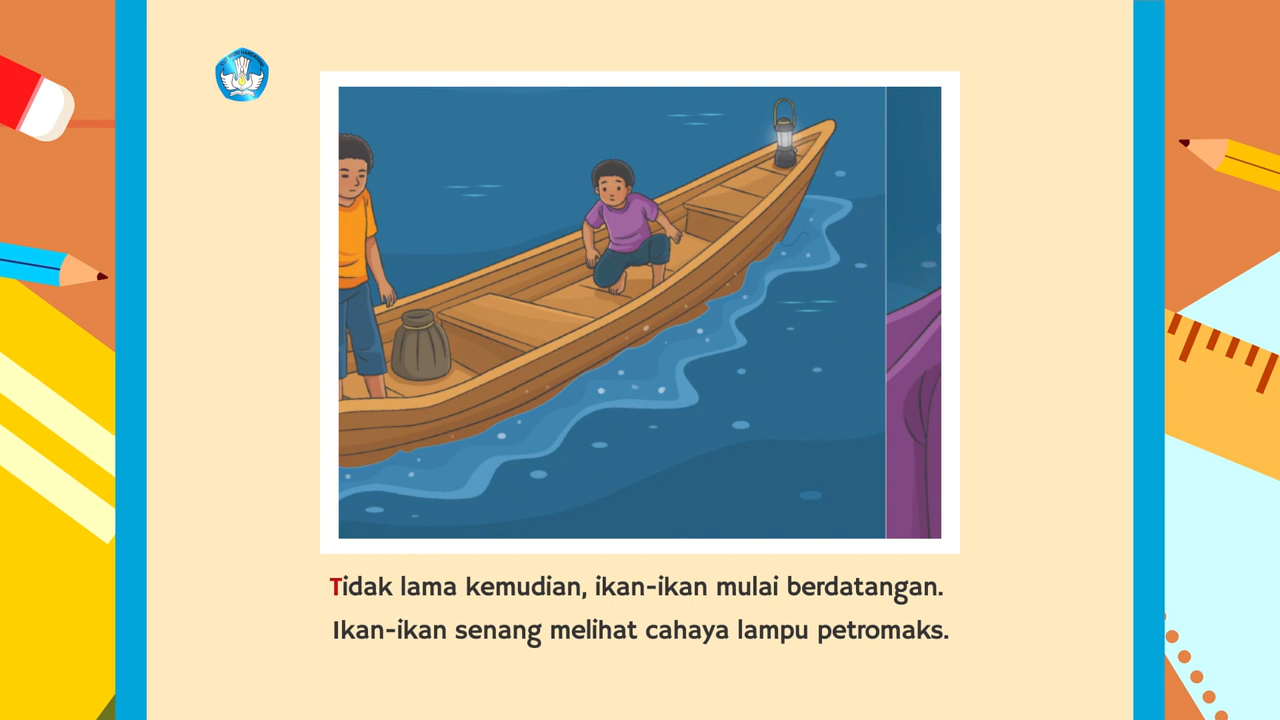 Tidak lama kemudian, ikan-ikan mulai berdatangan.
Ikan-ikan senang melihat cahaya lampu petromaks.